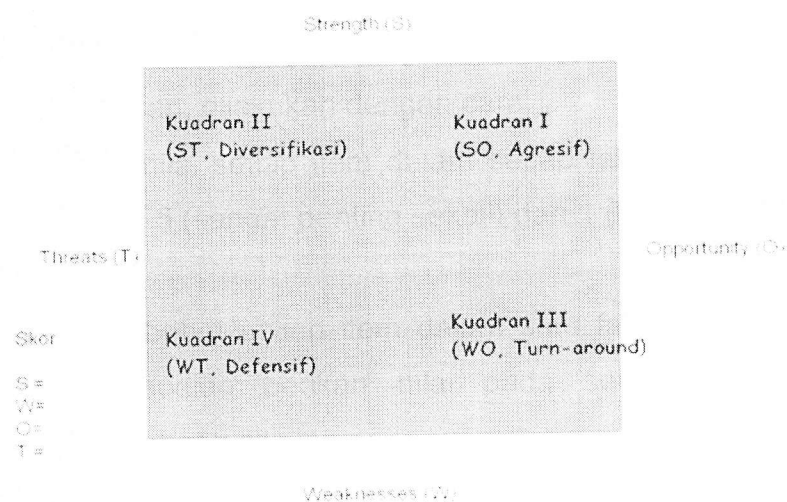 Strength (S)
Kuadran II
(ST, Diversifikasi)
Kuadran I
(SO, Agresif)
Threats (T)
Opportunity (O)
Skor
Kuadran IV
(WT, Defensif)
Kuadran III
(WO, Turn-around)
S =
W=
O=
T =
Weaknesses (W)